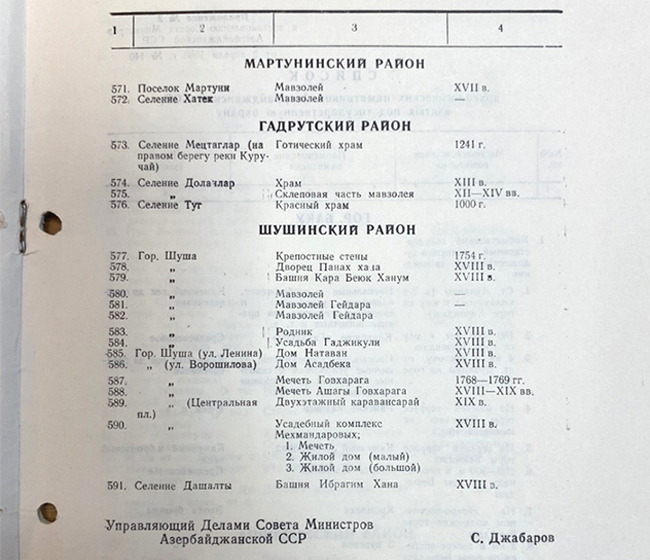 1 2 3 4
МАРТУНИНСКИЙ РАЙОН
571. Поселок Мартуни Мавзолей XVII в.
572. Селение Хатек Мавзолей —
ГАДРУТСКИЙ РАЙОН
573. Селение Мецтаглар (на Готический храм 1241 г.
правом берегу реки Куру-
чай)
574. Селение Долачлар Храм XIII в.
575. „ Склеповая часть мавзолея XII—XIV вв.
576. Селение Туг Красный храм 1000 г.
ШУШИНСКИЙ РАЙОН
577. Гор. Шуша Крепостные стены 1754 г.
578. „ Дворец Панах хала XVIII в.
579. „ Башня Кара Беюк Ханум XVIII в.
580. „ Мавзолей —
581. „ Мавзолей Гейдара —
582. „ Мавзолей Гейдара
583. „ Родник XVIII в.
584. „ Усадьба Гаджикули XVIII в.
585. Гор. Шуша (ул. Ленина) Дом Натаван XVIII в.
586. „ (ул. Ворошилова) Дом Асадбека XVIII в.
587. „ Мечеть Говхарага 1768—1769 гг.
588. „ Мечеть Ашагы Говхарага XVIII—XIX вв.
589. „ (Центральная Двухэтажный каравансарай XIX в.
пл.)
590. „ Усадебный комплекс XVIII в.
Мехмандаровых;
1. Мечеть
2. Жилой дом (малый)
3. Жилой дом (большой)
591. Селение Дашалты Башня Ибрагим Хана XVIII в.
Управляющий Делами Совета Министров
Азербайджанской ССР С. Джабаров